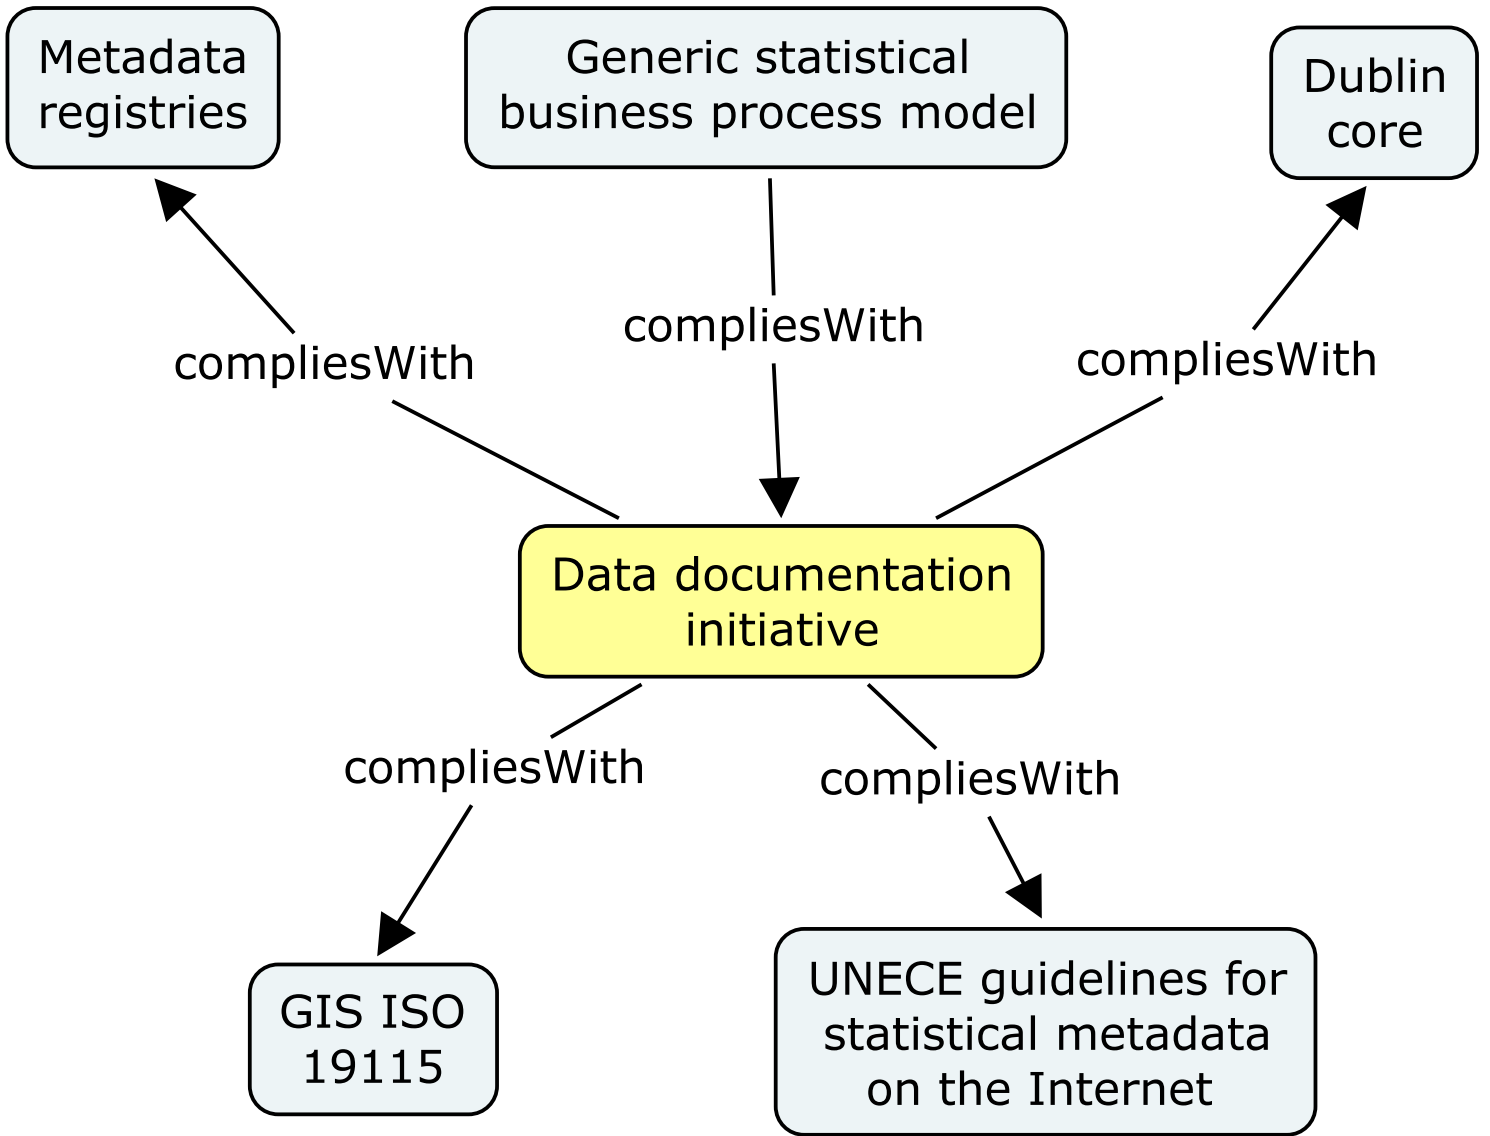 Metadata
registries
Generic statistical
business process model
Dublin
core
compliesWith
compliesWith
compliesWith
Data documentation
initiative
compliesWith
compliesWith
GIS ISO
19115
UNECE guidelines for
statistical metadata
on the Internet